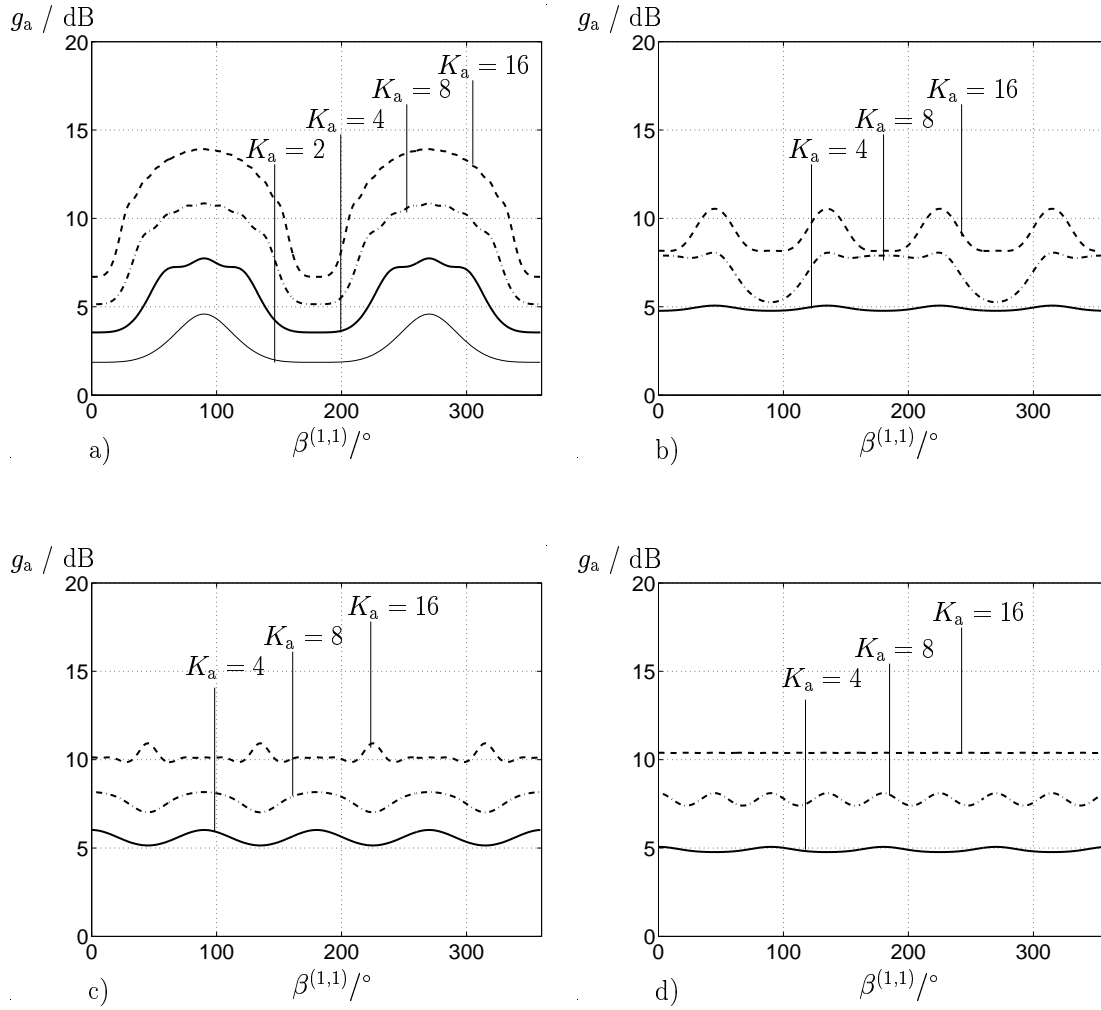 g_a / dB
20
15
10
5
0
0
100
200
300
K_a = 2
K_a = 4
K_a = 8
K_a = 16
β^(1,1)/°
a)
g_a / dB
20
15
10
5
0
0
100
200
300
K_a = 4
K_a = 8
K_a = 16
β^(1,1)/°
b)
g_a / dB
20
15
10
5
0
0
100
200
300
K_a = 4
K_a = 8
K_a = 16
β^(1,1)/°
c)
g_a / dB
20
15
10
5
0
0
100
200
300
K_a = 4
K_a = 8
K_a = 16
β^(1,1)/°
d)